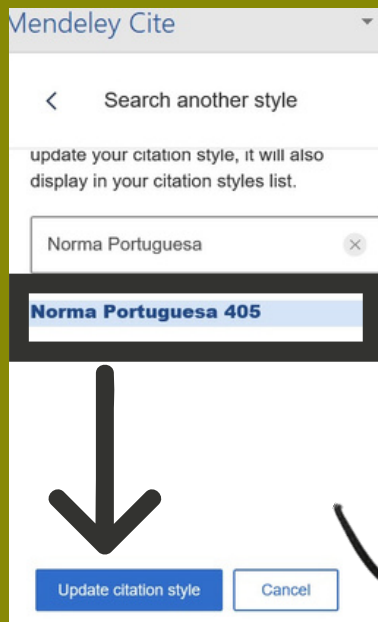 Mendeley Cite
Search another style
update your citation style, it will also
display in your citation styles list.
Norma Portuguesa
Norma Portuguesa 405
Update citation style
Cancel